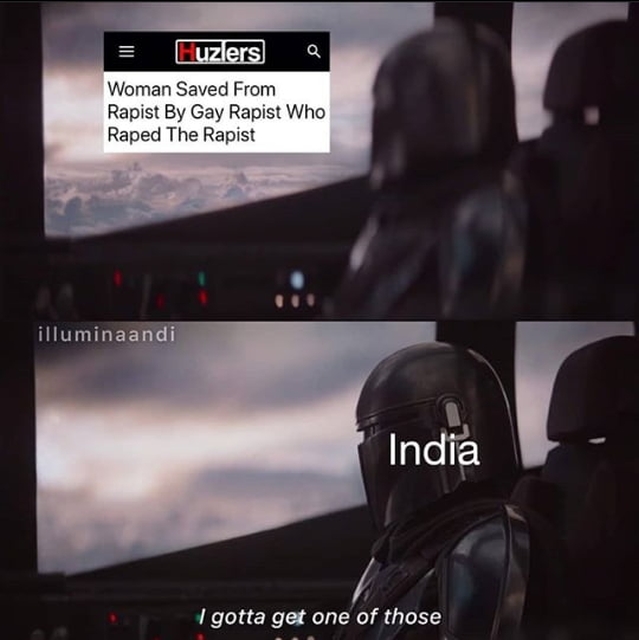 Huzlers
Woman Saved From
Rapist By Gay Rapist Who
Raped The Rapist
illuminaandi
India
I gotta get one of those